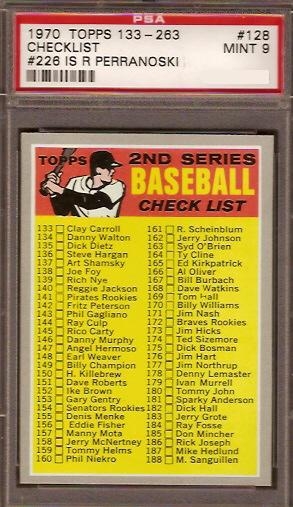 PSA
1970 TOPPS 133-263 #128
CHECKLIST MINT 9
#226 IS R PERRANOSKI
TOPPS 2ND SERIES
BASEBALL
CHECK LIST
133 Clay Carroll
134 Danny Walton
135 Dick Dietz
136 Steve Hargan
137 Art Shamsky
138 Joe Foy
139 Rich Nye
140 Reggie Jackson
141 Pirates Rookies
142 Fritz Peterson
143 Phil Gagliano
144 Ray Culp
145 Rico Carty
146 Danny Murphy
147 Angel Hermoso
148 Earl Weaver
149 Billy Champion
150 H. Killebrew
151 Dave Roberts
152 Ike Brown
153 Gary Gentry
154 Senators Rookies
155 Denis Menke
156 Eddie Fisher
157 Manny Mota
158 Jerry McNertney
159 Tommy Helms
160 Phil Niekro
161 R. Scheinblum
162 Jerry Johnson
163 Syd O'Brien
164 Ty Cline
165 Ed Kirkpatrick
166 Al Oliver
167 Bill Burbach
168 Dave Watkins
169 Tom Hall
170 Billy Williams
171 Jim Nash
172 Braves Rookies
173 Jim Hicks
174 Ted Sizemore
175 Dick Bosman
176 Jim Hart
177 Jim Northrup
178 Denny Lemaster
179 Ivan Murrell
180 Tommy John
181 Sparky Anderson
182 Dick Hall
183 Jerry Grote
184 Ray Fosse
185 Don Mincher
186 Rick Joseph
187 Mike Hedlund
188 M. Sanguillen